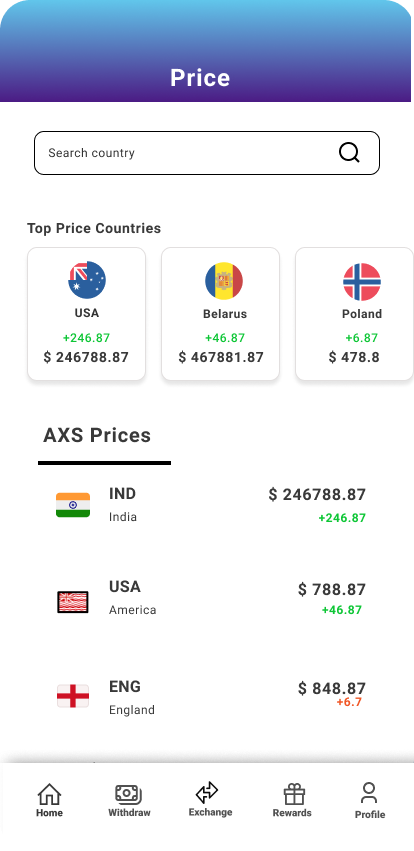 Price
Search country
Top Price Countries
USA
+246.87
$ 246788.87
Belarus
+46.87
$ 467881.87
Poland
+6.87
$ 478.8
AXS Prices
IND
India
$ 246788.87
+246.87
USA
America
$ 788.87
+46.87
ENG
England
$ 848.87
+6.7
Home
Withdraw
Exchange
Rewards
Profile